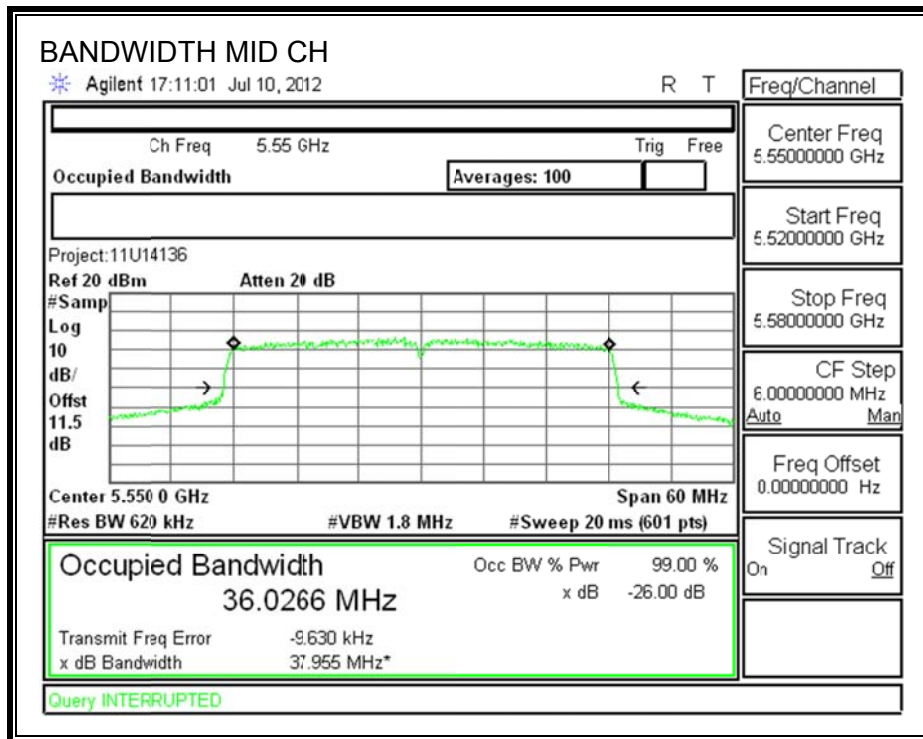 BANDWIDTH MID CH
Agilent 17:11:01 Jul 10, 2012 R T
Ch Freq 5.55 GHz Trig Free
Occupied Bandwidth Averages: 100
Project:11U14136
Ref 20 dBm Atten 20 dB
#Samp
Log
10
dB/
Offst
11.5
dB
Center 5.550 0 GHz Span 60 MHz
#Res BW 620 kHz #VBW 1.8 MHz #Sweep 20 ms (601 pts)
Occupied Bandwidth
36.0266 MHz
Occ BW % Pwr 99.00 %
x dB -26.00 dB
Transmit Freq Error -9.630 kHz
x dB Bandwidth 37.955 MHz*
Query INTERRUPTED
Freq/Channel
Center Freq
5.55000000 GHz
Start Freq
5.52000000 GHz
Stop Freq
5.58000000 GHz
CF Step
6.00000000 MHz
Auto Man
Freq Offset
0.00000000 Hz
Signal Track
On Off